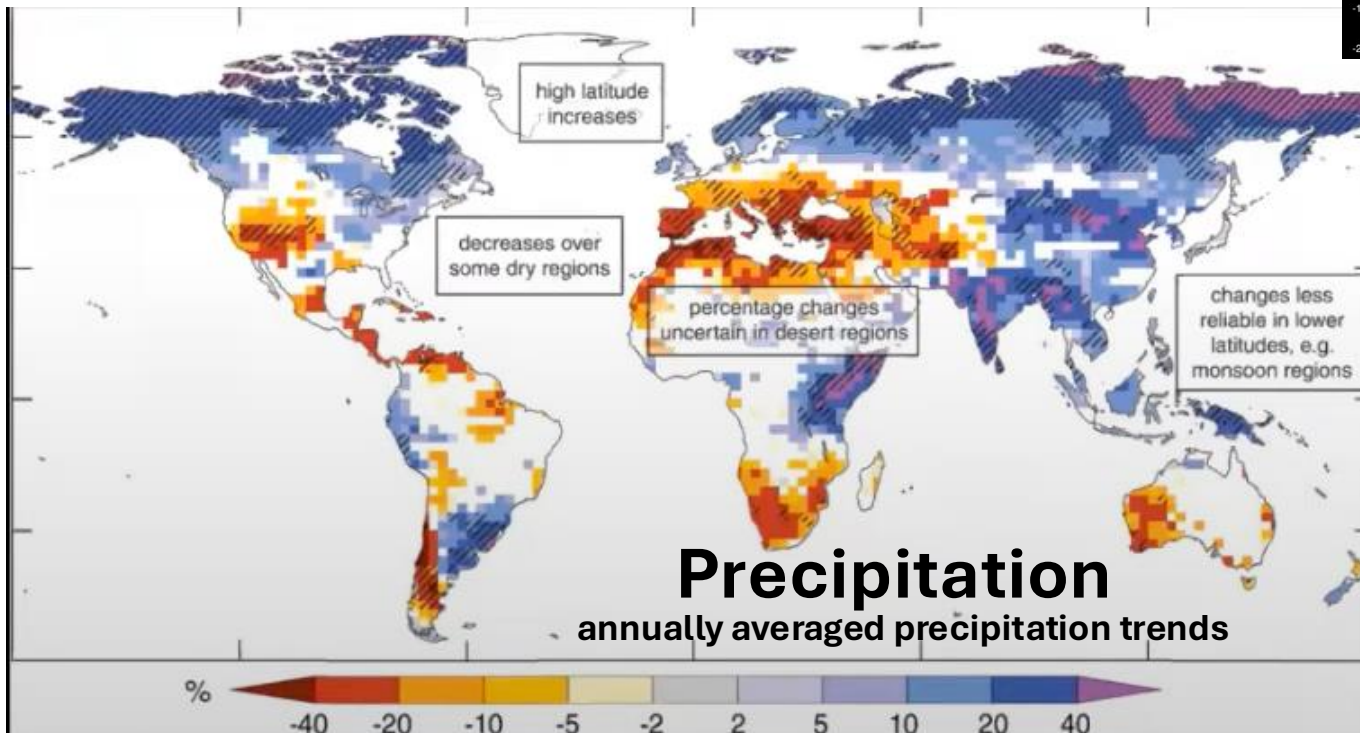 high latitude
increases
decreases over
some dry regions
percentage changes
uncertain in desert regions
changes less
reliable in lower
latitudes, e.g.
monsoon regions
Precipitation
annually averaged precipitation trends
% -40 -20 -10 -5 -2 2 5 10 20 40